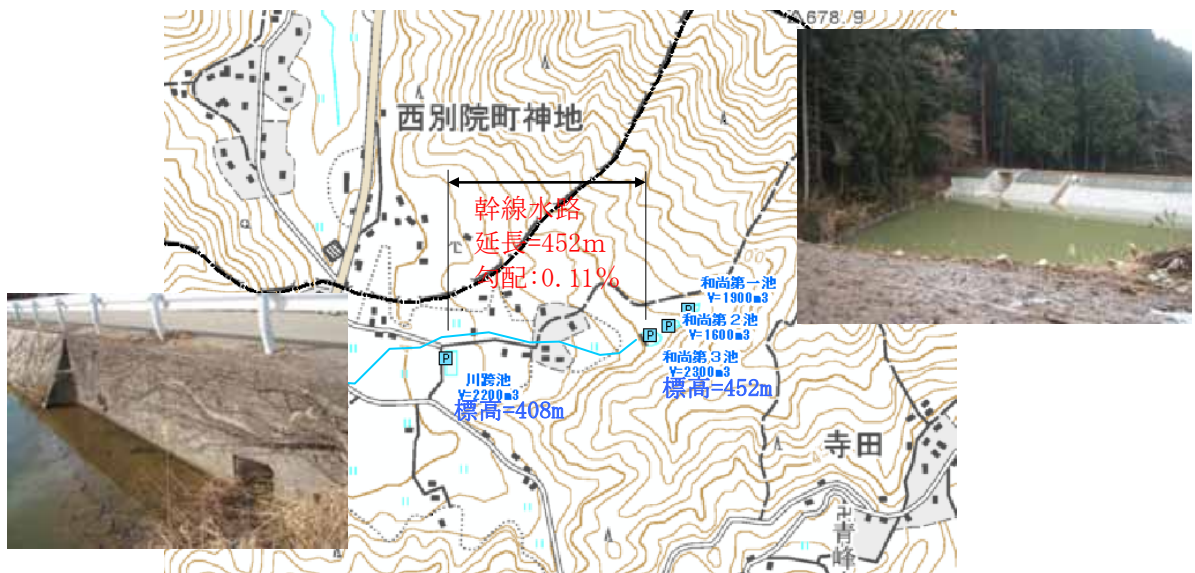 678.9
西別院町神地
幹線水路
延長=452m
勾配:0.11%
和尚第一池
V=1900m3
和尚第２池
V=1600m3
和尚第３池
V=2300m3
標高=452m
川跨池
V=2200m3
標高=408m
寺田
青峰